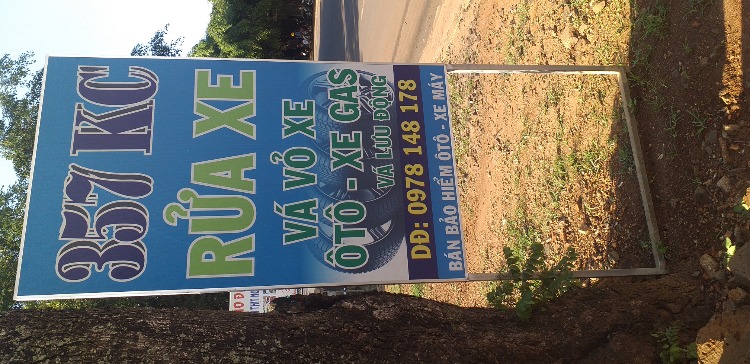 357 KC
RỬA XE
VÁ VỎ XE
ÔTÔ - XE GAS
VÁ LƯU ĐỘNG
DĐ: 0978 148 178
BÁN BẢO HIỂM ÔTÔ - XE MÁY